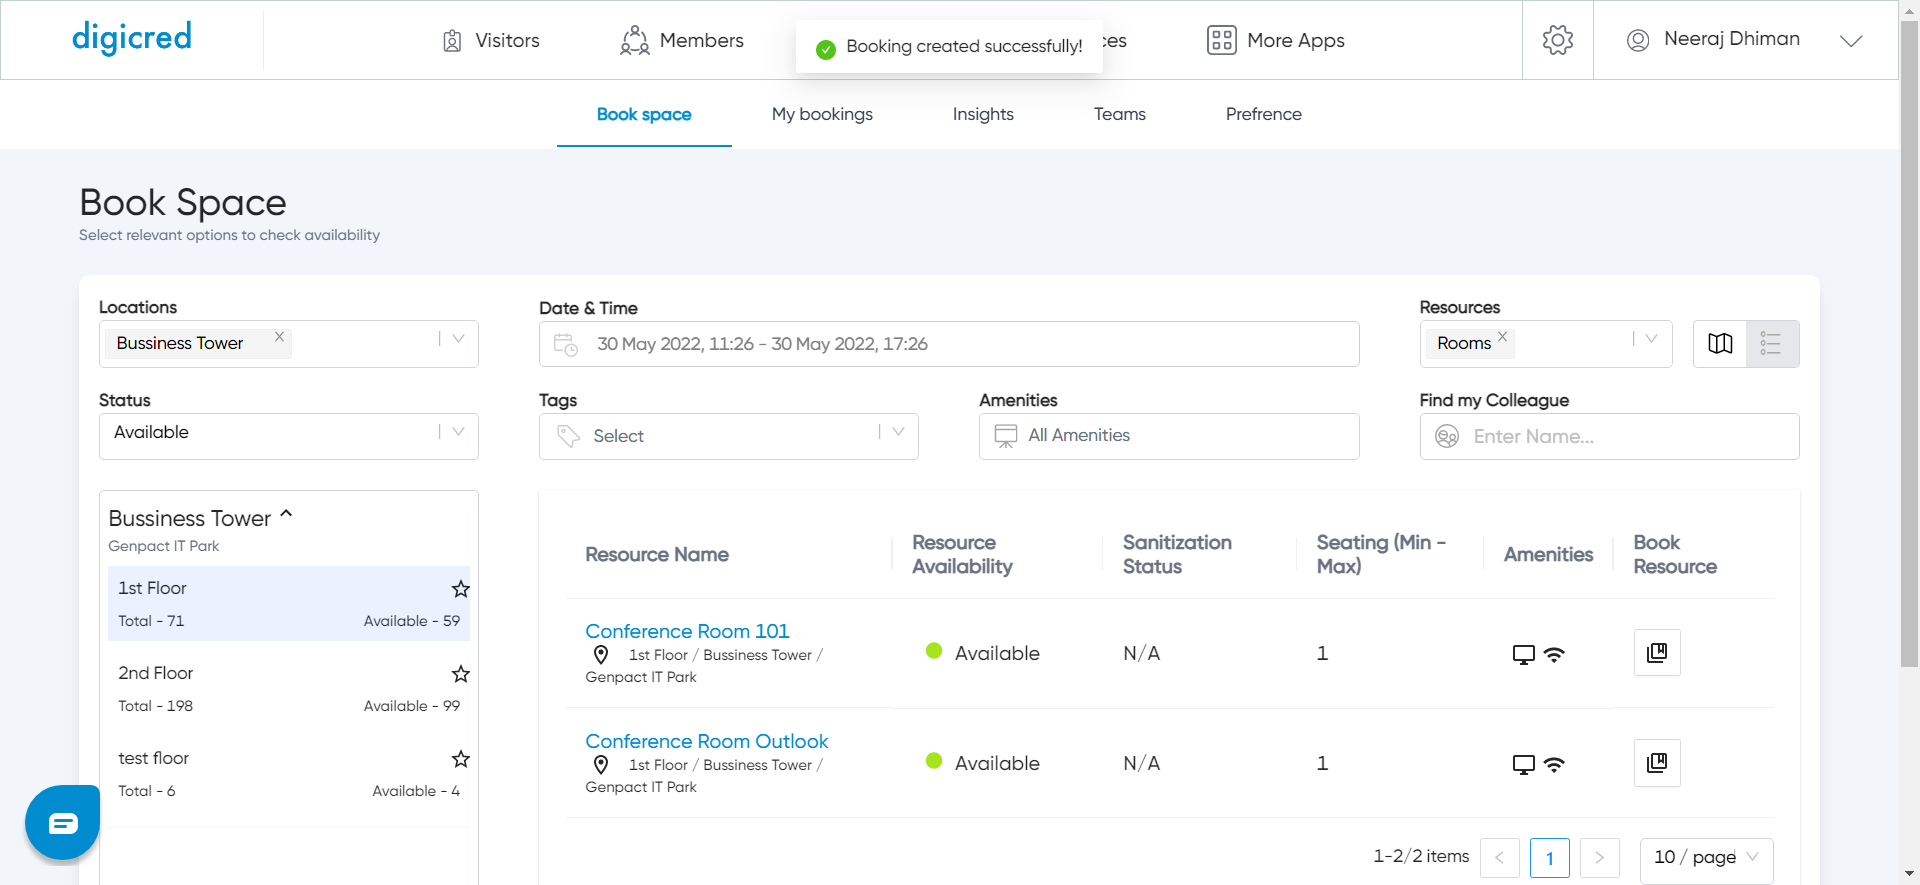 digicred
Visitors
Members
Booking created successfully!
ces
More Apps
Neeraj Dhiman
Book space
My bookings
Insights
Teams
Prefrence
Book Space
Select relevant options to check availability
Locations
Bussiness Tower
Date & Time
30 May 2022, 11:26 - 30 May 2022, 17:26
Resources
Rooms
Status
Available
Tags
Select
Amenities
All Amenities
Find my Colleague
Enter Name...
Bussiness Tower
Genpact IT Park
1st Floor
Total - 71
Available - 59
2nd Floor
Total - 198
Available - 99
test floor
Total - 6
Available - 4
Resource Name
Resource
Availability
Sanitization
Status
Seating (Min -
Max)
Amenities
Book
Resource
Conference Room 101
1st Floor / Bussiness Tower /
Genpact IT Park
Available
N/A
1
Conference Room Outlook
1st Floor / Bussiness Tower /
Genpact IT Park
Available
N/A
1
1-2/2 items
<
1
>
10 / page